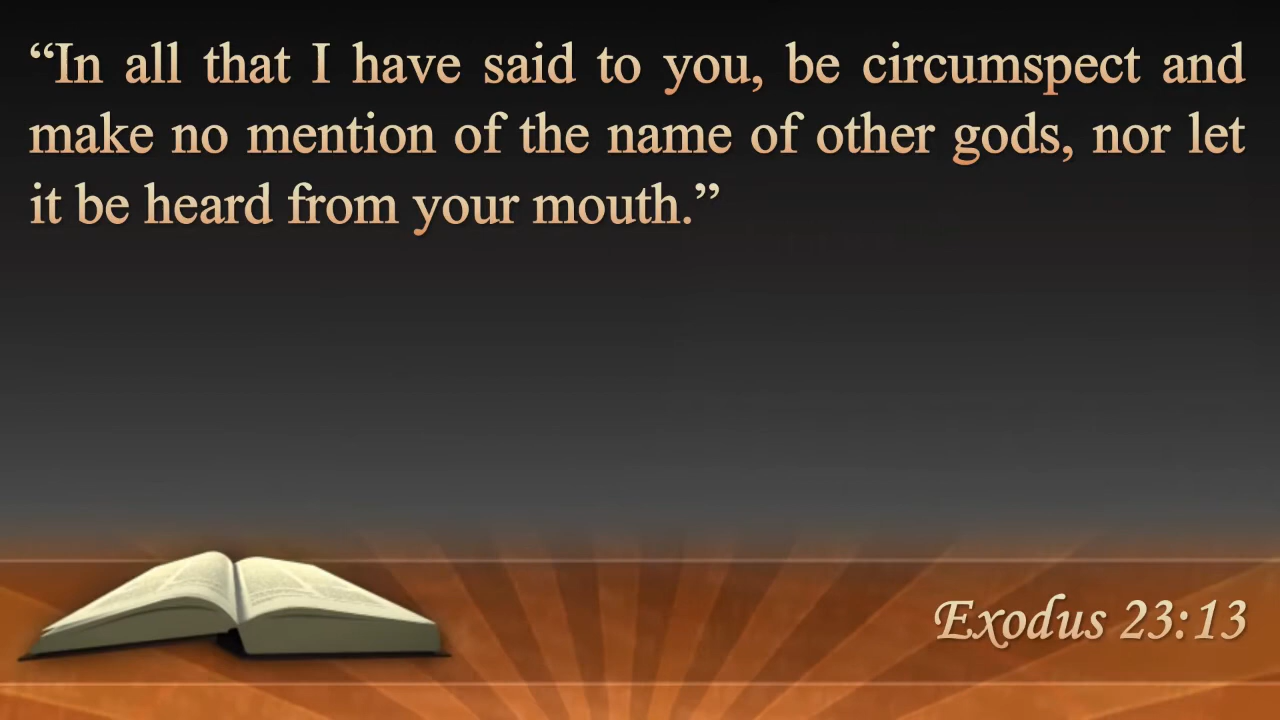 “In all that I have said to you, be circumspect and
make no mention of the name of other gods, nor let
it be heard from your mouth.”
Exodus 23:13